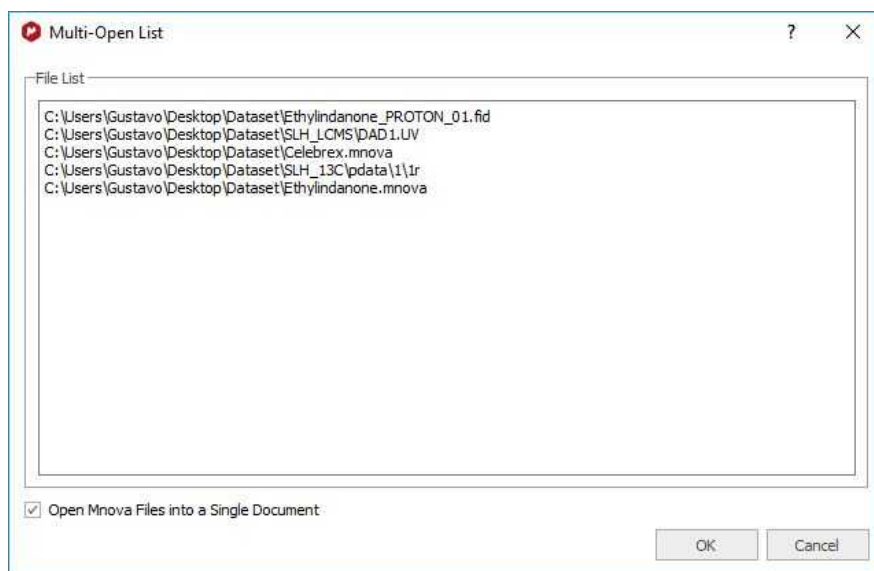 Multi-Open List
File List
C:\Users\Gustavo\Desktop\Dataset\Ethylindanone_PROTON_01.fid
C:\Users\Gustavo\Desktop\Dataset\SLH_LCMS\DAD1.UV
C:\Users\Gustavo\Desktop\Dataset\Celebrex.mnova
C:\Users\Gustavo\Desktop\Dataset\SLH_13C\pdata\1\1r
C:\Users\Gustavo\Desktop\Dataset\Ethylindanone.mnova
Open Mnova Files into a Single Document
OK Cancel